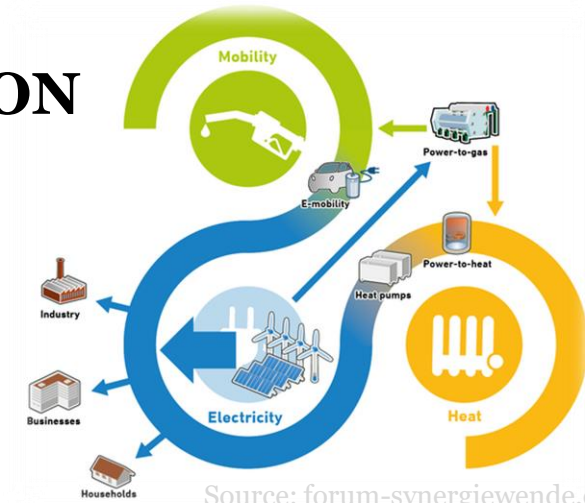 ON
Mobility
Power-to-gas
E-mobility
Power-to-heat
Heat pumps
Industry
Businesses
Electricity
Heat
Households
Source: forum-synergiewende.